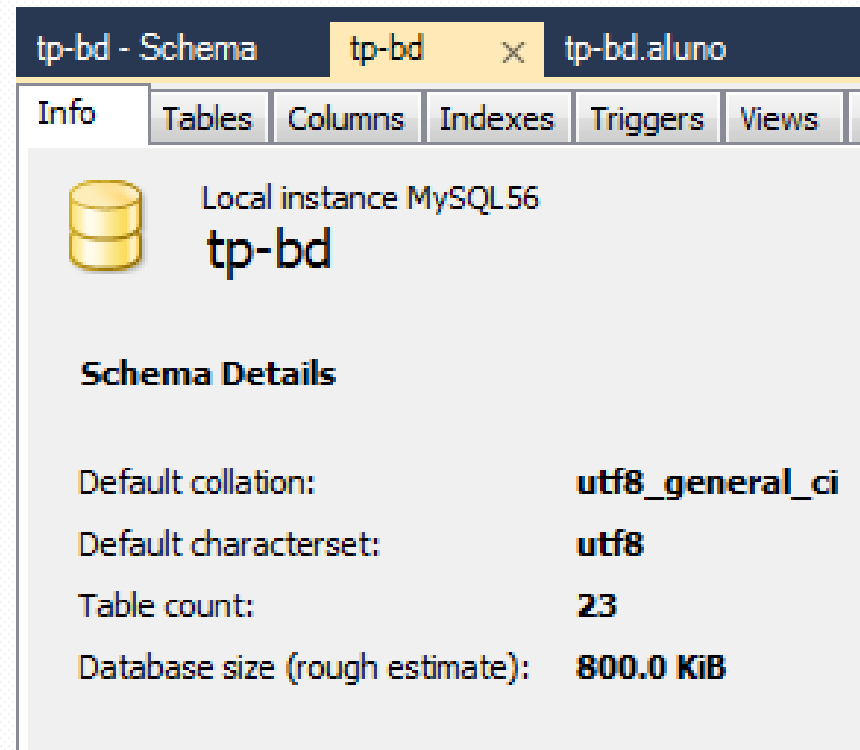 tp-bd - Schema tp-bd × tp-bd.aluno
Info Tables Columns Indexes Triggers Views
Local instance MySQL56
tp-bd
Schema Details
Default collation: utf8_general_ci
Default characterset: utf8
Table count: 23
Database size (rough estimate): 800.0 KiB